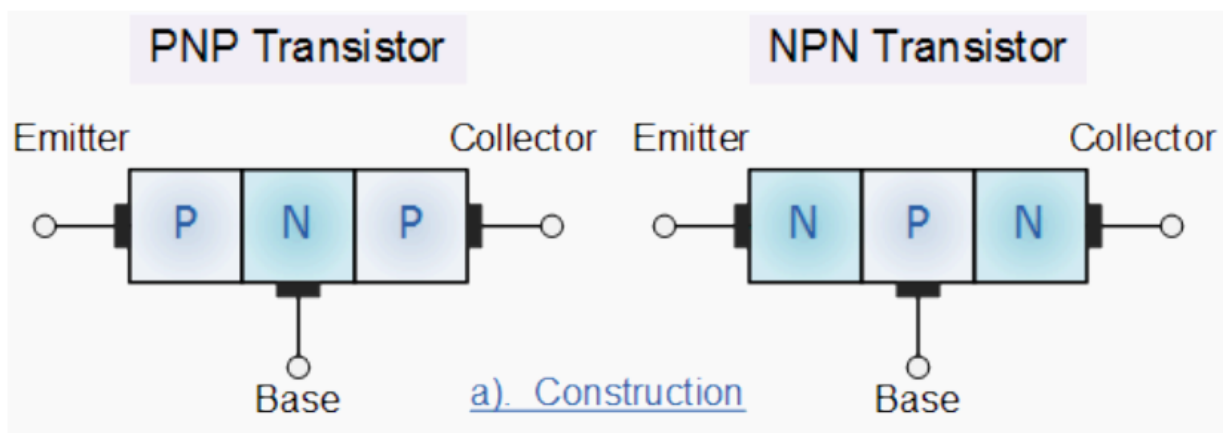 PNP Transistor
NPN Transistor
Emitter
Collector
Emitter
Collector
P N P
N P N
Base
a). Construction
Base